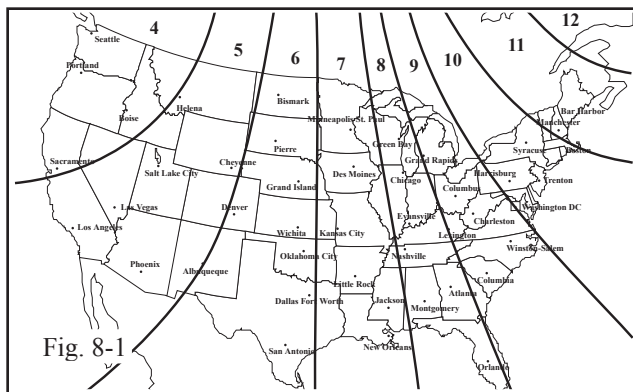 4
5
6
7
8
9
10
11
12
Seattle
Portland
Helena
Boise
Bismark
Minneapolis St. Paul
Bar Harbor
Manchester
Green Bay
Syracuse
Boston
Pierre
Grand Rapids
Sacramento
Salt Lake City
Cheyenne
Des Moines
Chicago
Columbus
Harrisburg
Trenton
Grand Island
Las Vegas
Denver
Evansville
Charleston
Washington DC
Los Angeles
Wichita
Kansas City
Lexington
Winston-Salem
Phoenix
Albuqueque
Oklahoma City
Nashville
Little Rock
Columbia
Dallas Fort Worth
Jackson
Atlanta
Montgomery
Fig. 8-1
San Antonio
New Orleans
Orlando